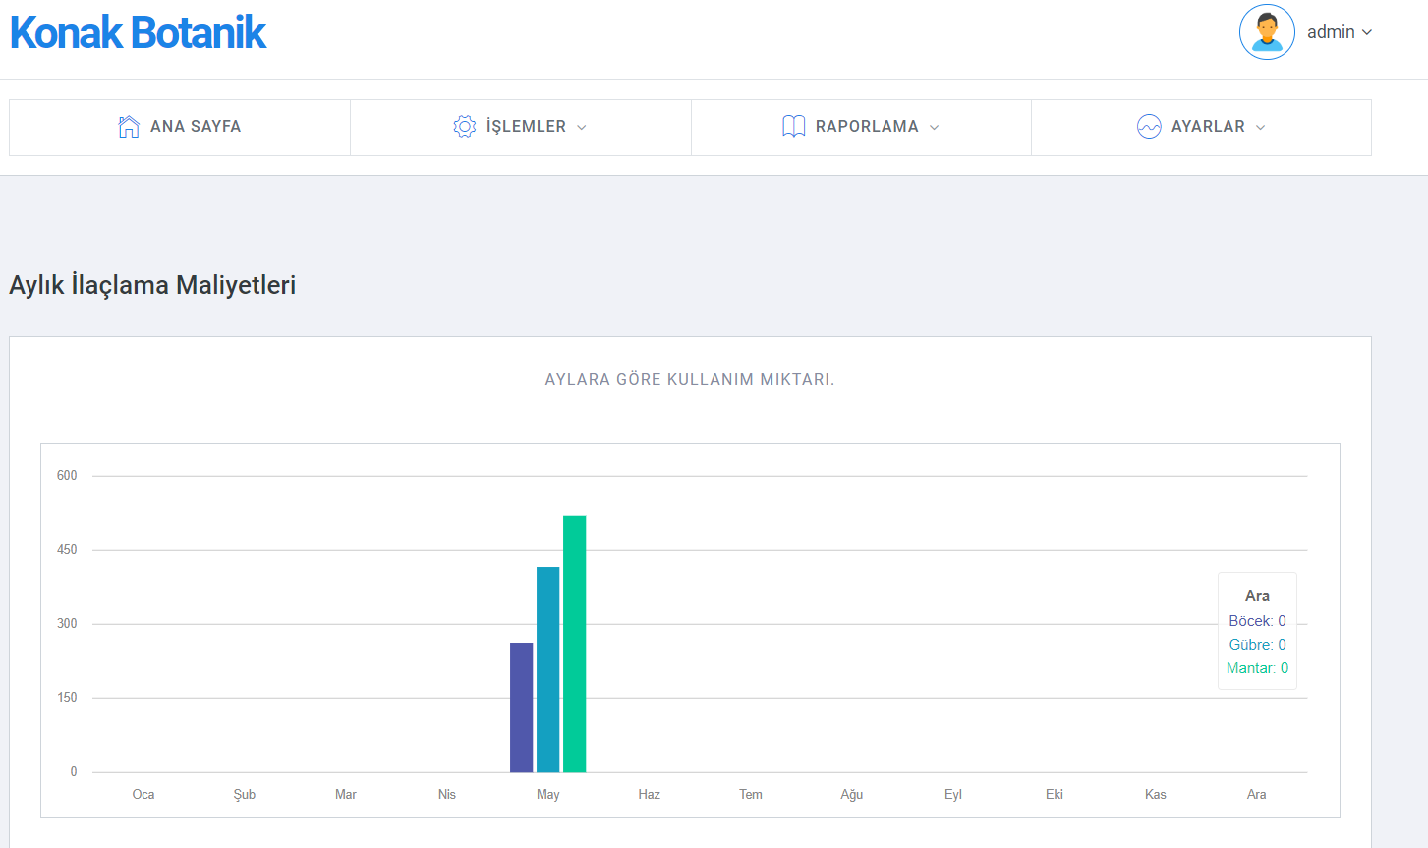 Konak Botanik
admin
ANA SAYFA
İŞLEMLER
RAPORLAMA
AYARLAR
Aylık İlaçlama Maliyetleri
AYLARA GÖRE KULLANIM MIKTARI.
600
450
300
150
0
Ara
Böcek: 0
Gübre: 0
Mantar: 0
Oca Şub Mar Nis May Haz Tem Ağu Eyl Eki Kas Ara